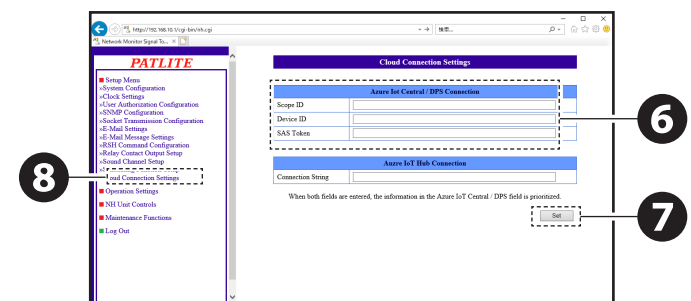 http://192.168.10.1/cgi-bin/nh.cgi
検索...
Network Monitor Signal To...
PATLITE
Setup Menu
»System Configuration
»Clock Settings
»User Authorization Configuration
»SNMP Configuration
»Socket Transmission Configuration
»E-Mail Settings
»E-Mail Message Settings
»RSH Command Configuration
»Relay Contact Output Setup
»Sound Channel Setup
oud Connection Settings
Operation Settings
NH Unit Controls
Maintenance Functions
Log Out
Cloud Connection Settings
Azure Iot Central / DPS Connection
Scope ID
Device ID
SAS Token
Auzre IoT Hub Connection
Connection String
When both fields are entered, the information in the Azure IoT Central / DPS field is prioritized.
Set
6
7
8